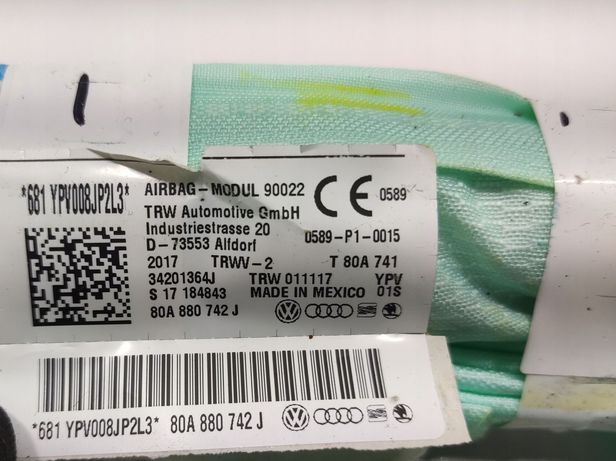 *681 YPV008JP2L3*
AIRBAG-MODUL 90022
TRW Automotive GmbH
Industriestrasse 20
D-73553 Alfdorf
2017 TRWV-2 T 80A 741
34201364J TRW 011117 YPV
S 17 184843 MADE IN MEXICO 01S
80A 880 742 J
CE 0589
0589-P1-0015
*681 YPV008JP2L3* 80A 880 742 J